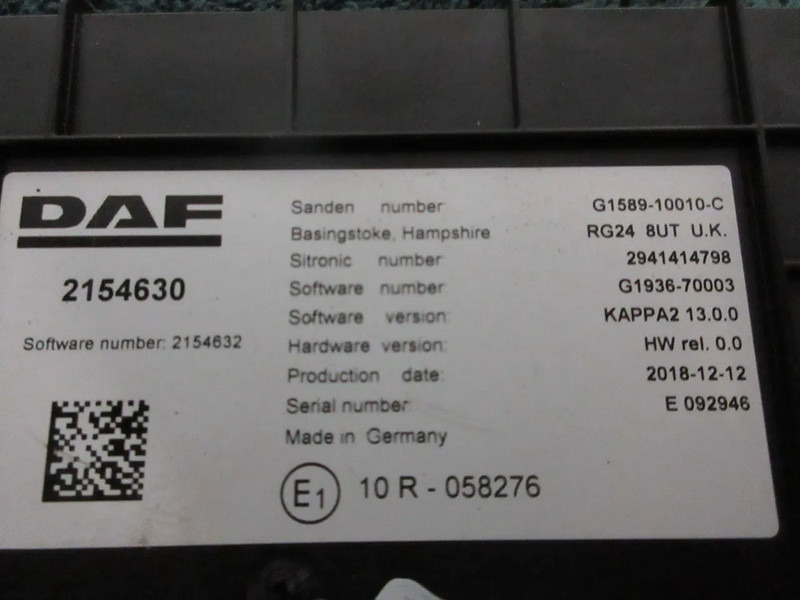 DAF
2154630
Software number: 2154632
Sanden number G1589-10010-C
Basingstoke, Hampshire RG24 8UT U.K.
Sitronic number 2941414798
Software number: G1936-70003
Software version: KAPPA2 13.0.0
Hardware version: HW rel. 0.0
Production date: 2018-12-12
Serial number: E 092946
Made in Germany
E1 10 R - 058276